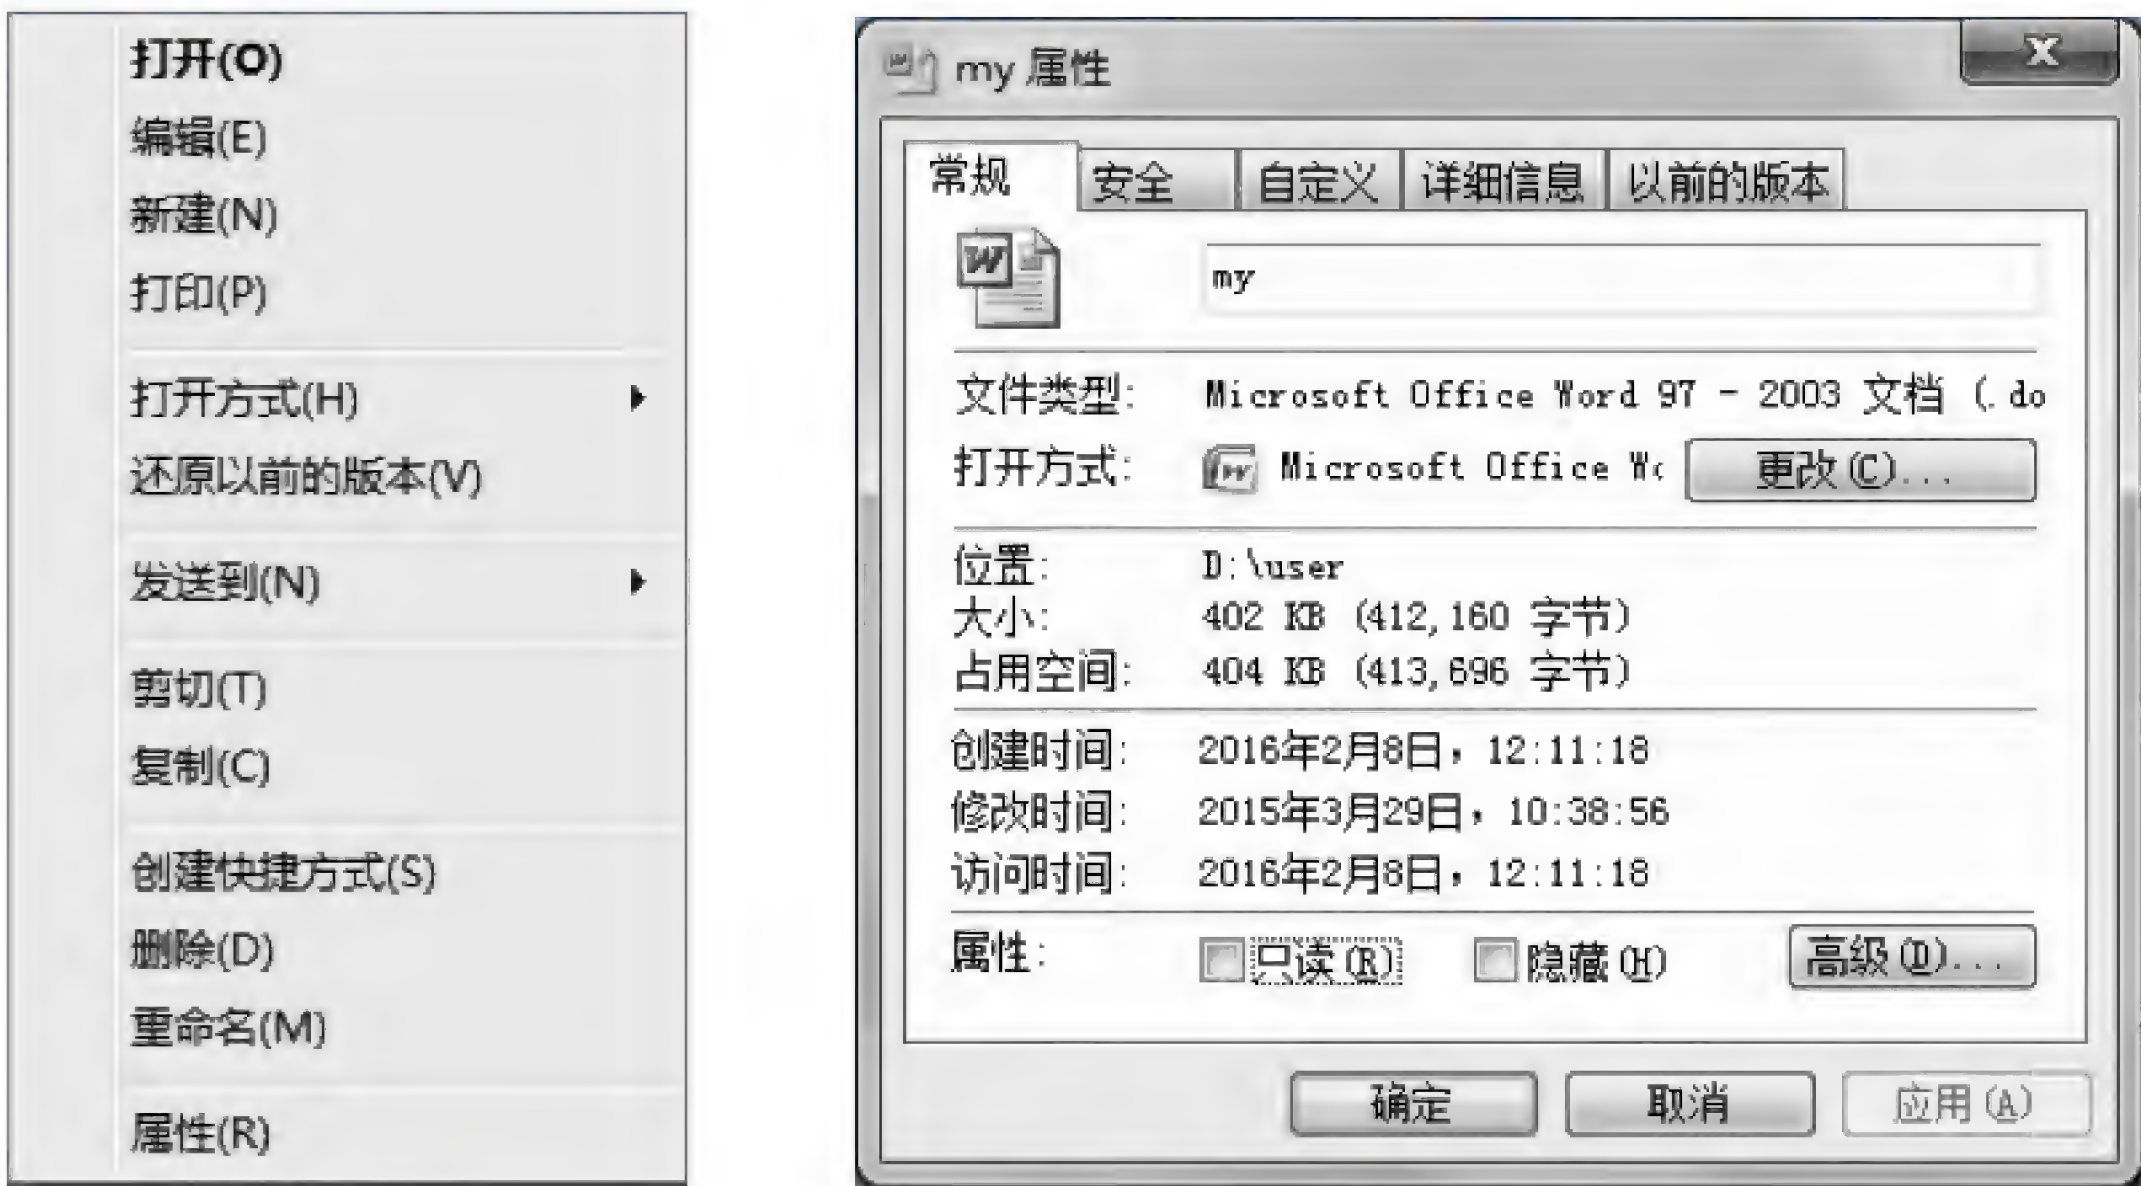 打开(O)
编辑(E)
新建(N)
打印(P)
打开方式(H)
还原以前的版本(V)
发送到(N)
剪切(T)
复制(C)
创建快捷方式(S)
删除(D)
重命名(M)
属性(R)
my 属性
常规 安全 自定义 详细信息 以前的版本
my
文件类型: Microsoft Office Word 97 - 2003 文档 (.do
打开方式: Microsoft Office Wo 更改(C)...
位置: D:\user
大小: 402 KB (412,160 字节)
占用空间: 404 KB (413,696 字节)
创建时间: 2016年2月8日，12:11:18
修改时间: 2015年3月29日，10:38:56
访问时间: 2016年2月8日，12:11:18
属性: 只读(R) 隐藏(H) 高级(D)...
确定 取消 应用(A)